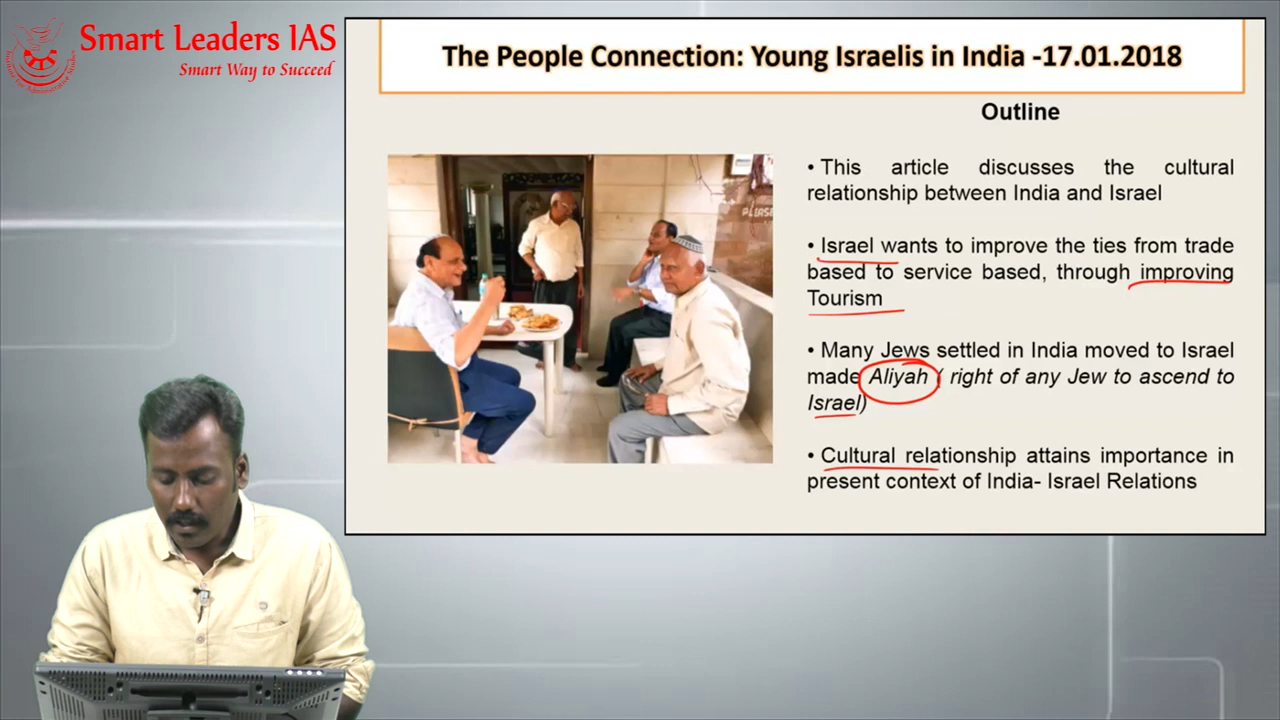 Smart Leaders IAS
Smart Way to Succeed
The People Connection: Young Israelis in India -17.01.2018
Outline
• This article discusses the cultural
relationship between India and Israel
• Israel wants to improve the ties from trade
based to service based, through improving
Tourism
• Many Jews settled in India moved to Israel
made Aliyah ( right of any Jew to ascend to
Israel)
• Cultural relationship attains importance in
present context of India- Israel Relations
PLEASE